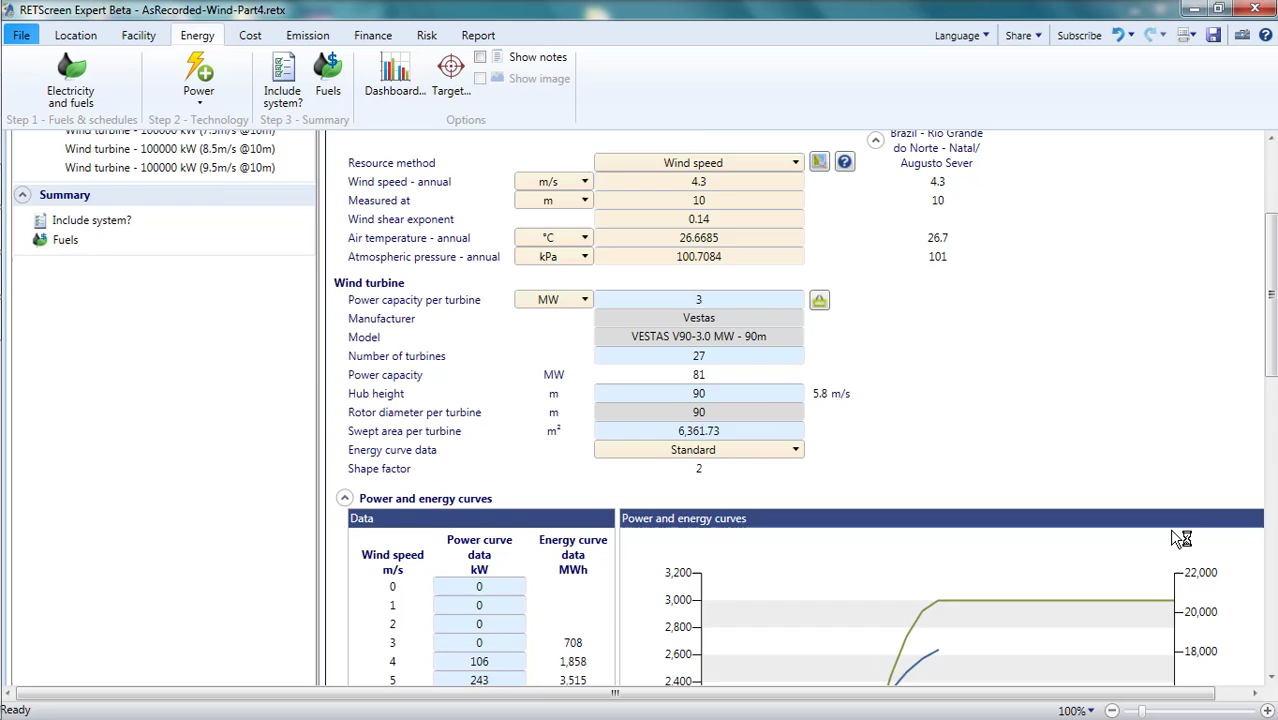 RETScreen Expert Beta - AsRecorded-Wind-Part4.retx
File Location Facility Energy Cost Emission Finance Risk Report Language Share Subscribe
Electricity and fuels
Power
Include system?
Fuels
Dashboard...
Target...
Show notes
Show image
Step 1 - Fuels & schedules Step 2 - Technology Step 3 - Summary Options
Wind turbine - 100000 kW (7.5m/s @10m)
Wind turbine - 100000 kW (8.5m/s @10m)
Wind turbine - 100000 kW (9.5m/s @10m)
Summary
Include system?
Fuels
Brazil - Rio Grande
do Norte - Natal/
Augusto Sever
Resource method Wind speed
Wind speed - annual m/s 4.3 4.3
Measured at m 10 10
Wind shear exponent 0.14
Air temperature - annual °C 26.6685 26.7
Atmospheric pressure - annual kPa 100.7084 101
Wind turbine
Power capacity per turbine MW 3
Manufacturer Vestas
Model VESTAS V90-3.0 MW - 90m
Number of turbines 27
Power capacity MW 81
Hub height m 90 5.8 m/s
Rotor diameter per turbine m 90
Swept area per turbine m² 6,361.73
Energy curve data Standard
Shape factor 2
Power and energy curves
Data Power and energy curves
Wind speed
m/s
Power curve
data
kW
Energy curve
data
MWh
0 0
1 0
2 0
3 0 708
4 106 1,858
5 243 3,515
3,200 22,000
3,000 20,000
2,800
2,600 18,000
2,400
Ready 100%